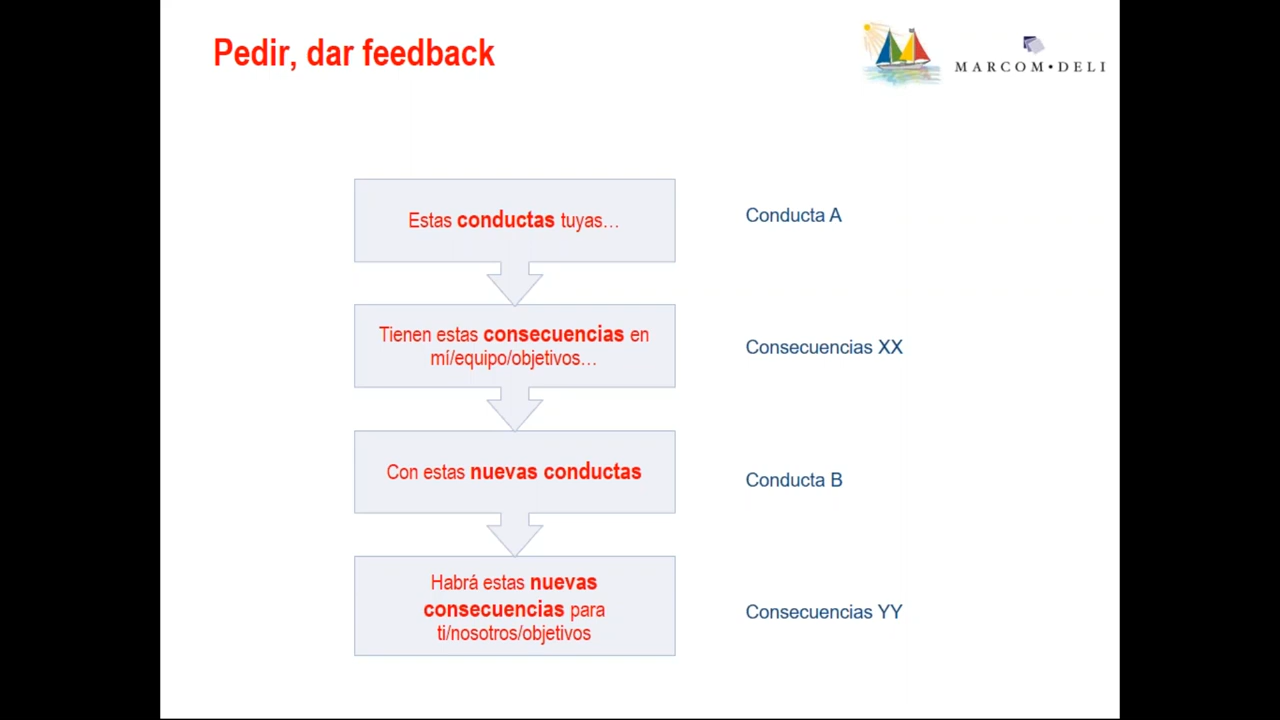 Pedir, dar feedback
MARCOM•DELI
Estas conductas tuyas…
Conducta A
Tienen estas consecuencias en
mí/equipo/objetivos…
Consecuencias XX
Con estas nuevas conductas
Conducta B
Habrá estas nuevas
consecuencias para
ti/nosotros/objetivos
Consecuencias YY